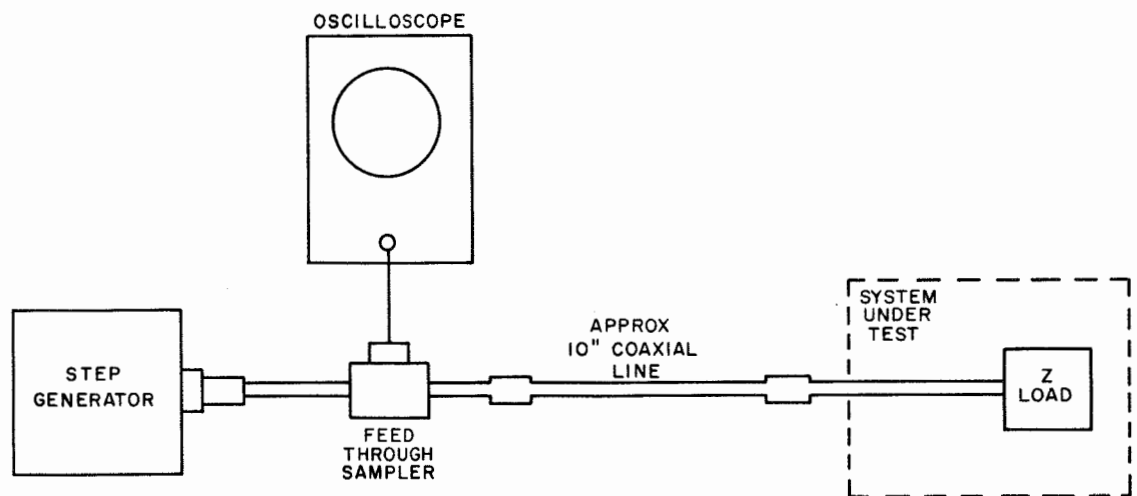 OSCILLOSCOPE
STEP
GENERATOR
FEED
THROUGH
SAMPLER
APPROX
10" COAXIAL
LINE
SYSTEM
UNDER
TEST
Z
LOAD